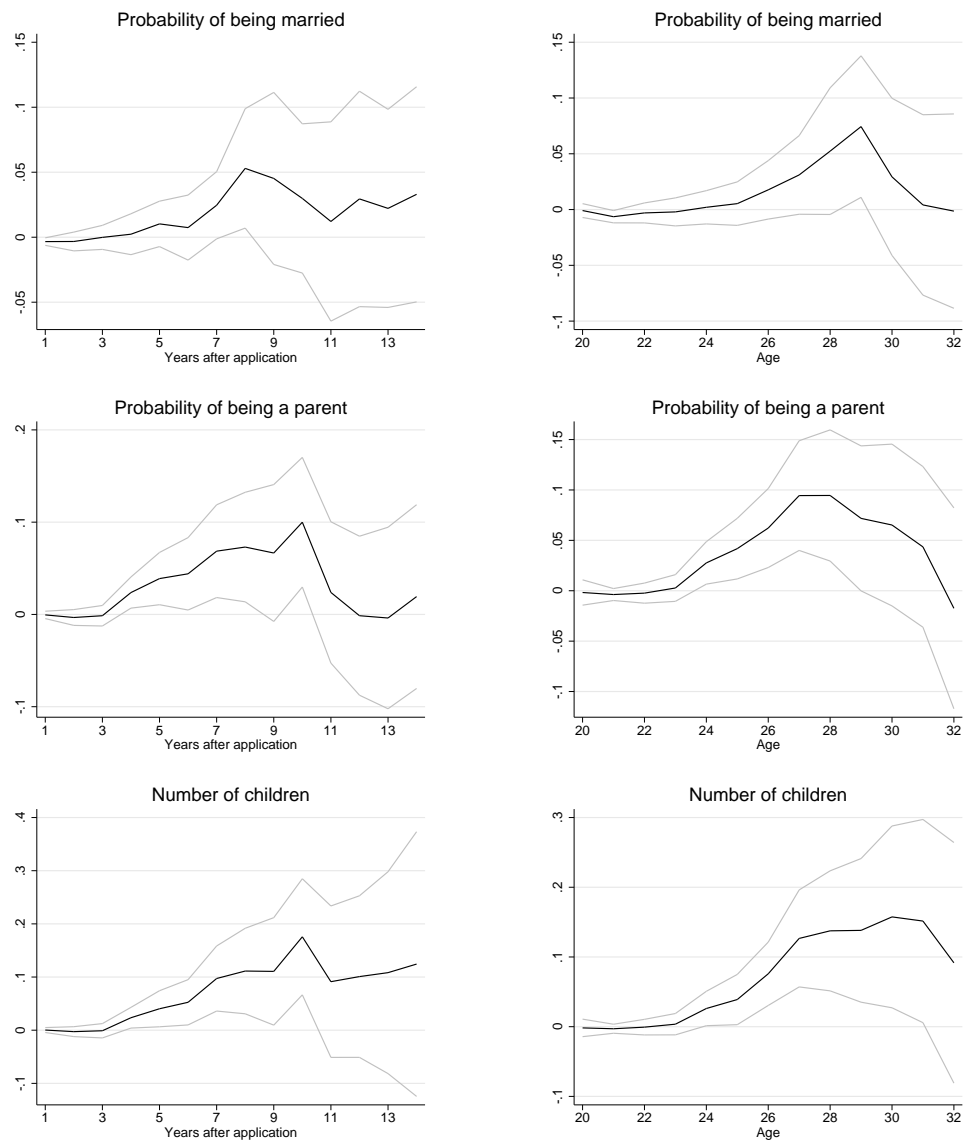 Probability of being married
.15
.1
.05
0
-.05
1 3 5 7 9 11 13
Years after application
Probability of being married
.15
.1
.05
0
-.05
-.1
20 22 24 26 28 30 32
Age
Probability of being a parent
.2
.1
0
-.1
1 3 5 7 9 11 13
Years after application
Probability of being a parent
.15
.1
.05
0
-.05
-.1
20 22 24 26 28 30 32
Age
Number of children
.4
.3
.2
.1
0
-.1
1 3 5 7 9 11 13
Years after application
Number of children
.3
.2
.1
0
-.1
20 22 24 26 28 30 32
Age